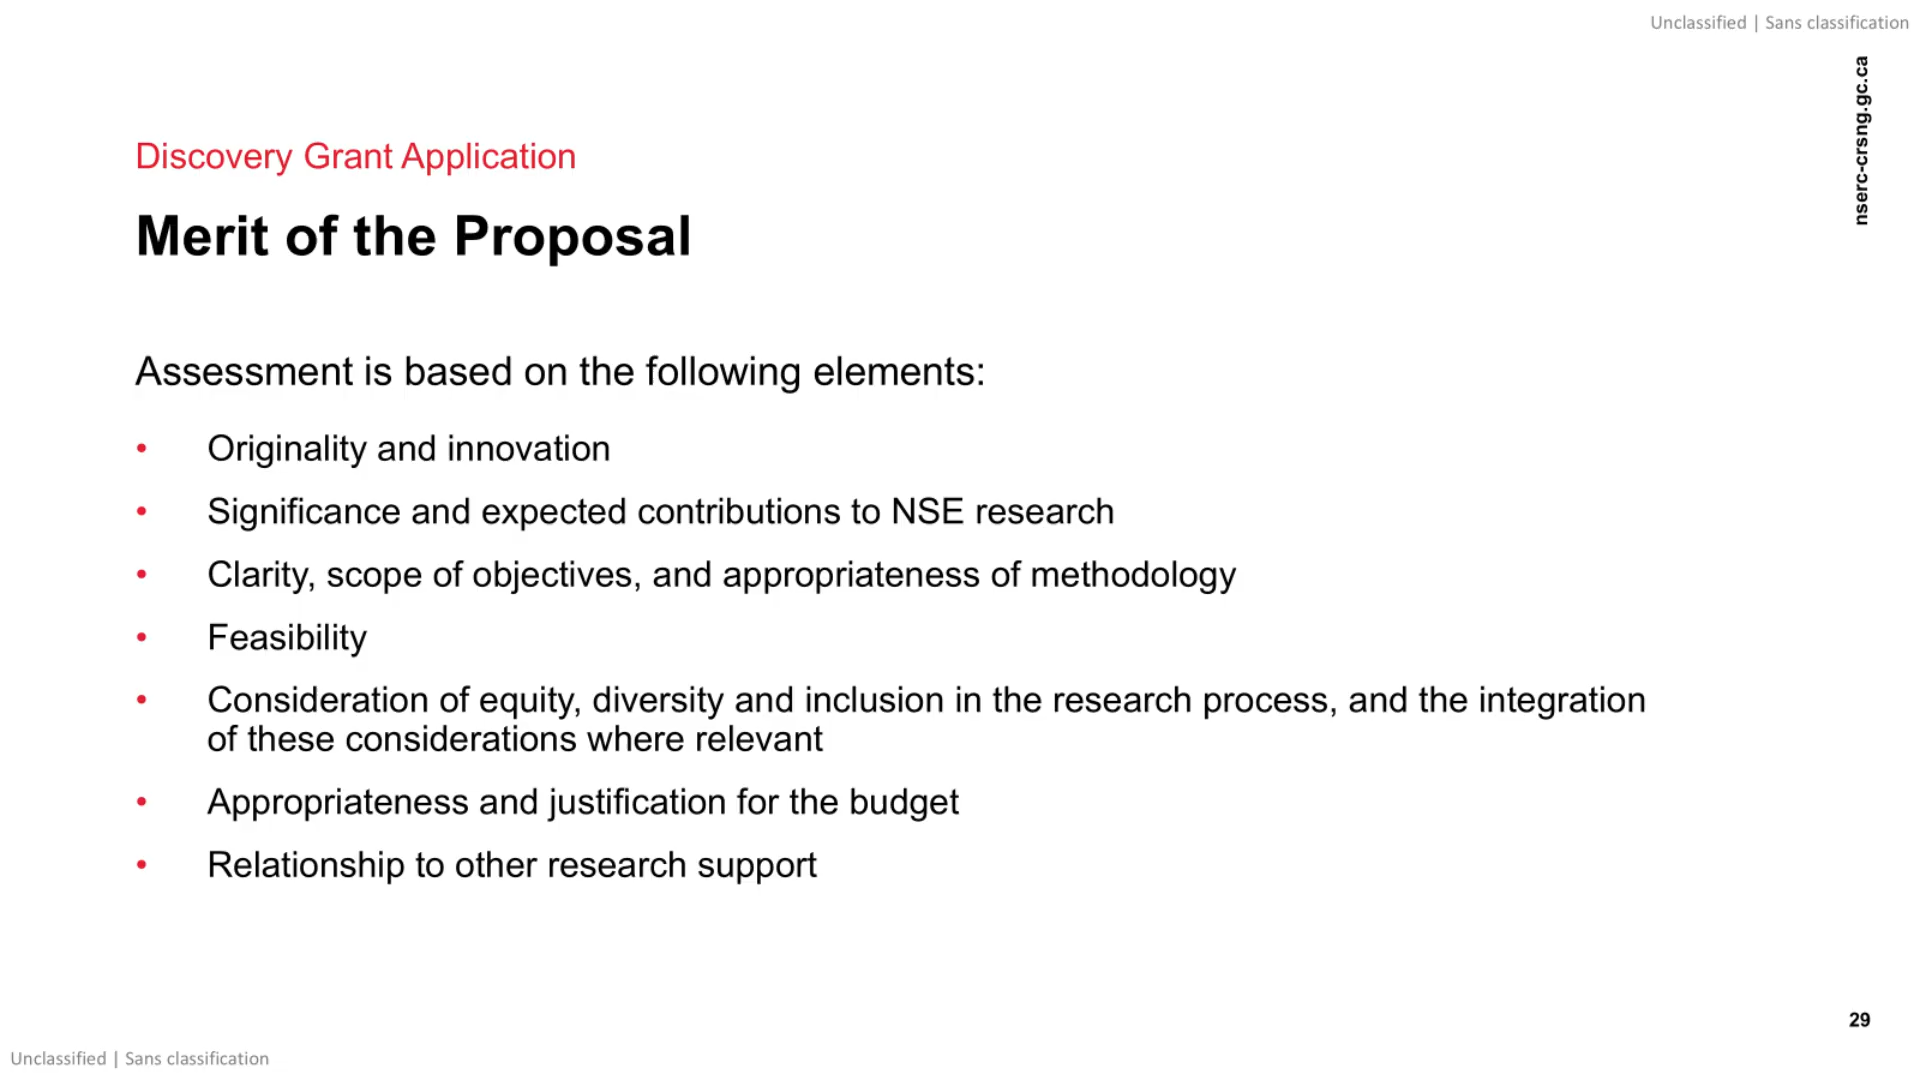 Unclassified | Sans classification
nserc-crsng.gc.ca
Discovery Grant Application
Merit of the Proposal
Assessment is based on the following elements:
• Originality and innovation
• Significance and expected contributions to NSE research
• Clarity, scope of objectives, and appropriateness of methodology
• Feasibility
• Consideration of equity, diversity and inclusion in the research process, and the integration
of these considerations where relevant
• Appropriateness and justification for the budget
• Relationship to other research support
29
Unclassified | Sans classification